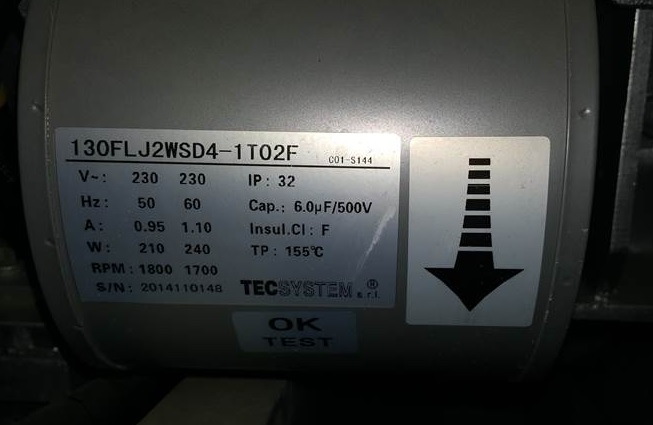 130FLJ2WSD4-1T02F C01-S144
V~: 230 230 IP: 32
Hz: 50 60 Cap.: 6.0µF/500V
A: 0.95 1.10 Insul.Cl: F
W: 210 240 TP: 155℃
RPM: 1800 1700
S/N: 2014110148 TECSYSTEM® s.r.l.
OK
TEST